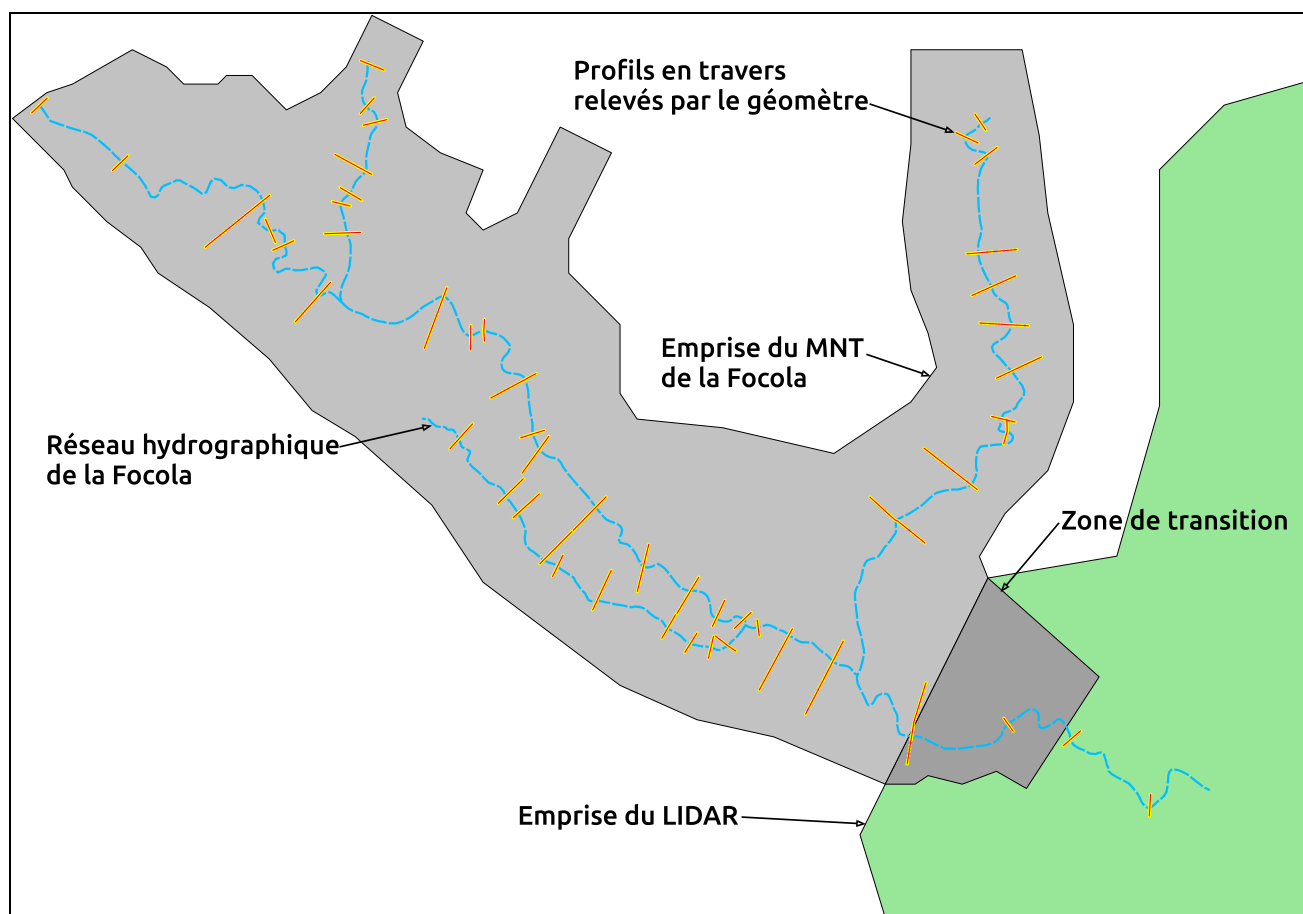 Profils en travers
relevés par le géomètre
Emprise du MNT
de la Focola
Réseau hydrographique
de la Focola
Zone de transition
Emprise du LIDAR